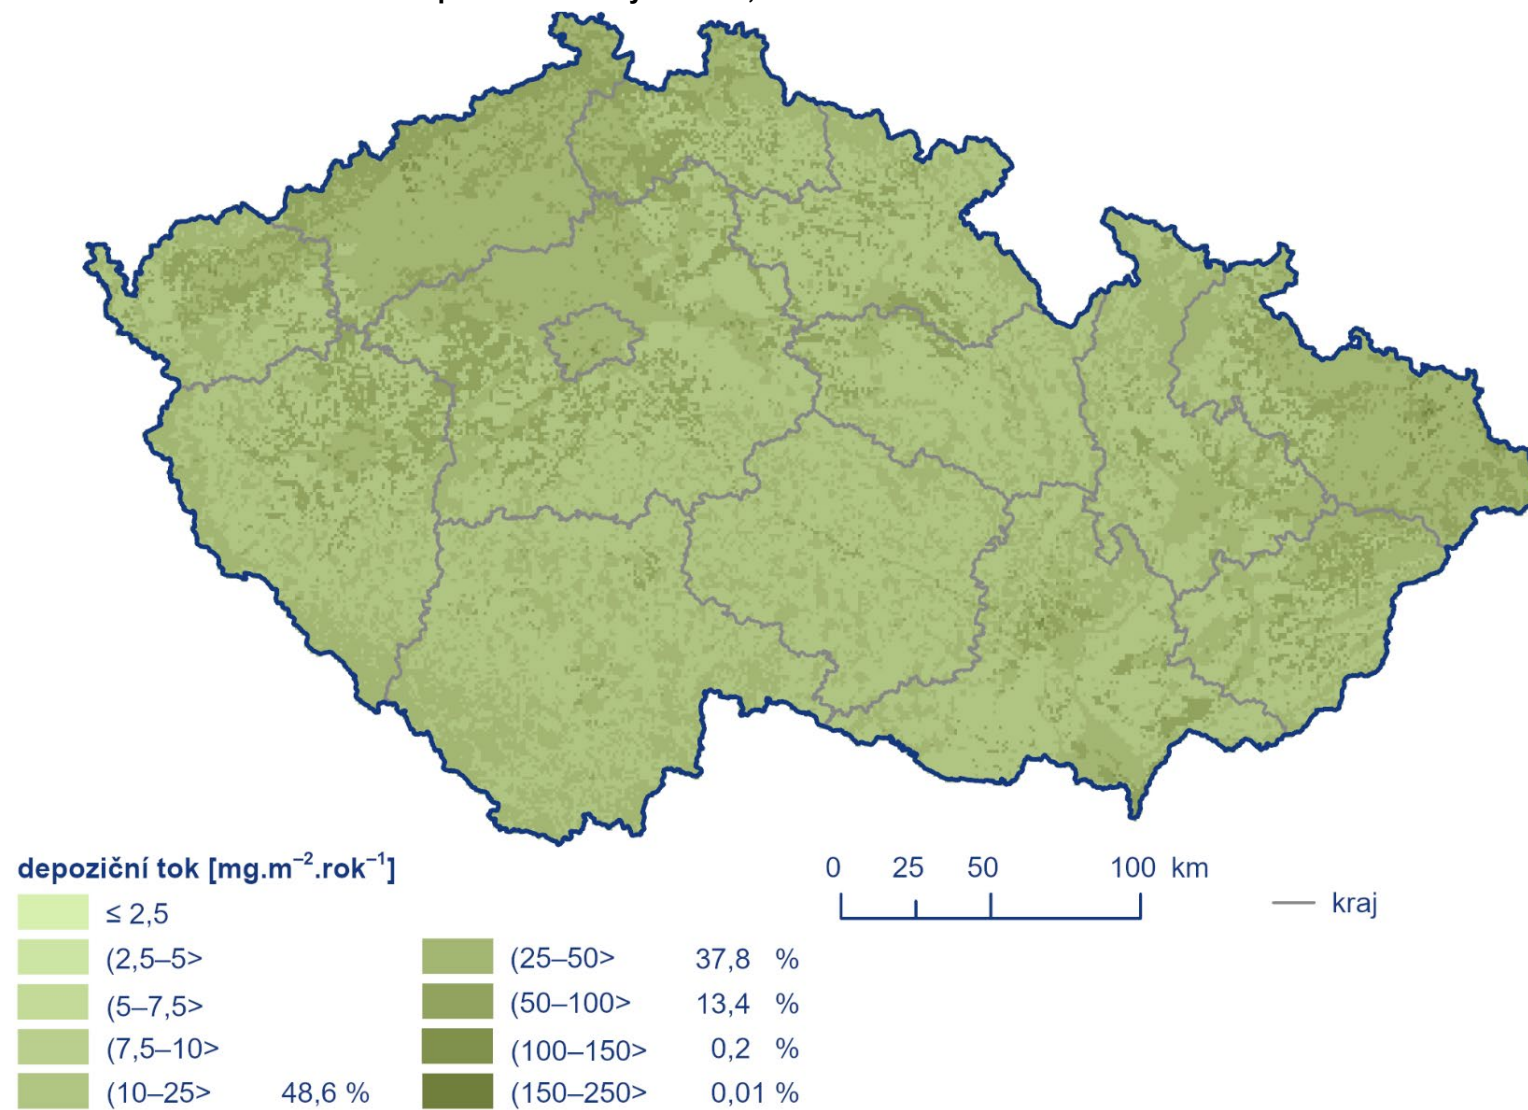 depoziční tok [mg.m⁻².rok⁻¹]
≤ 2,5
(2,5–5>
(5–7,5>
(7,5–10>
(10–25> 48,6 %
(25–50> 37,8 %
(50–100> 13,4 %
(100–150> 0,2 %
(150–250> 0,01 %
0 25 50 100 km
kraj